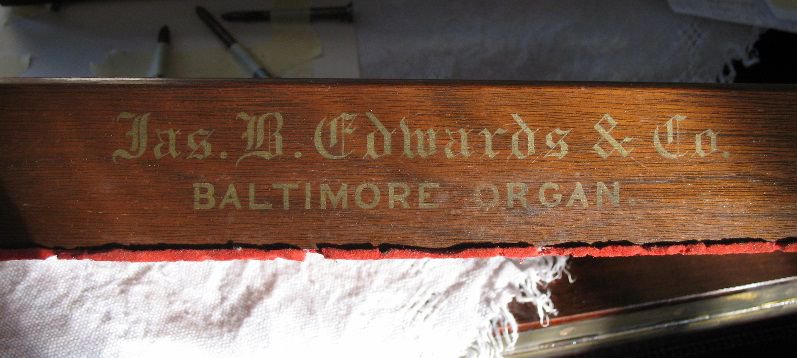 Jas. B. Edwards & Co.
BALTIMORE ORGAN.